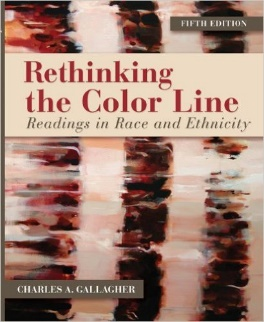 FIFTH EDITION
Rethinking
the Color Line
Readings in Race and Ethnicity
CHARLES A. GALLAGHER